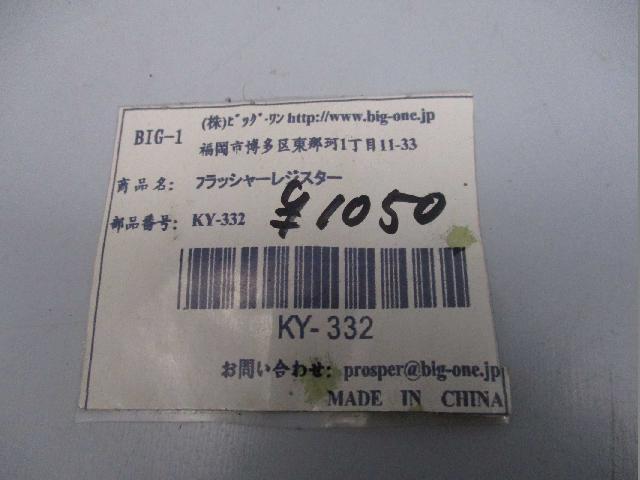 BIG-1 (株)ﾋﾞｯｸﾞ･ﾜﾝ http://www.big-one.jp
福岡市博多区東那珂1丁目11-33
商品名: フラッシャーレジスター
部品番号: KY-332
¥1050
KY-332
お問い合わせ: prosper@big-one.jp
MADE IN CHINA